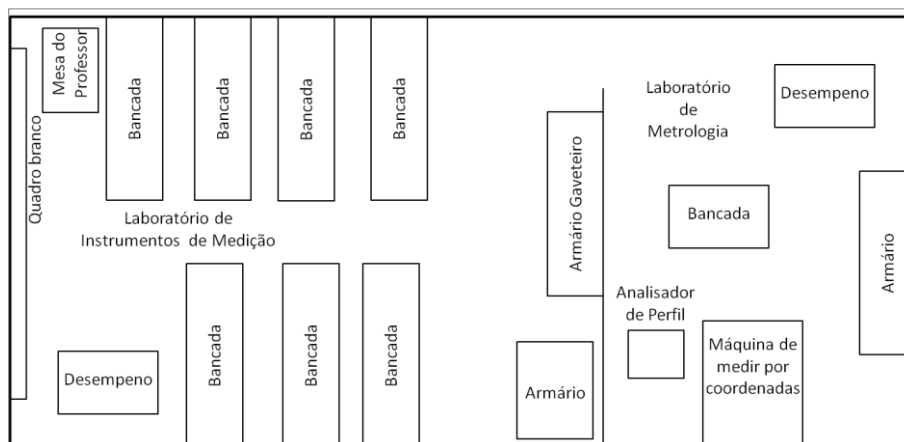 Quadro branco
Mesa do
Professor
Bancada
Bancada
Bancada
Bancada
Laboratório de
Instrumentos de Medição
Desempeno
Bancada
Bancada
Bancada
Armário Gaveteiro
Armário
Laboratório
de
Metrologia
Desempeno
Bancada
Armário
Analisador
de Perfil
Máquina de
medir por
coordenadas